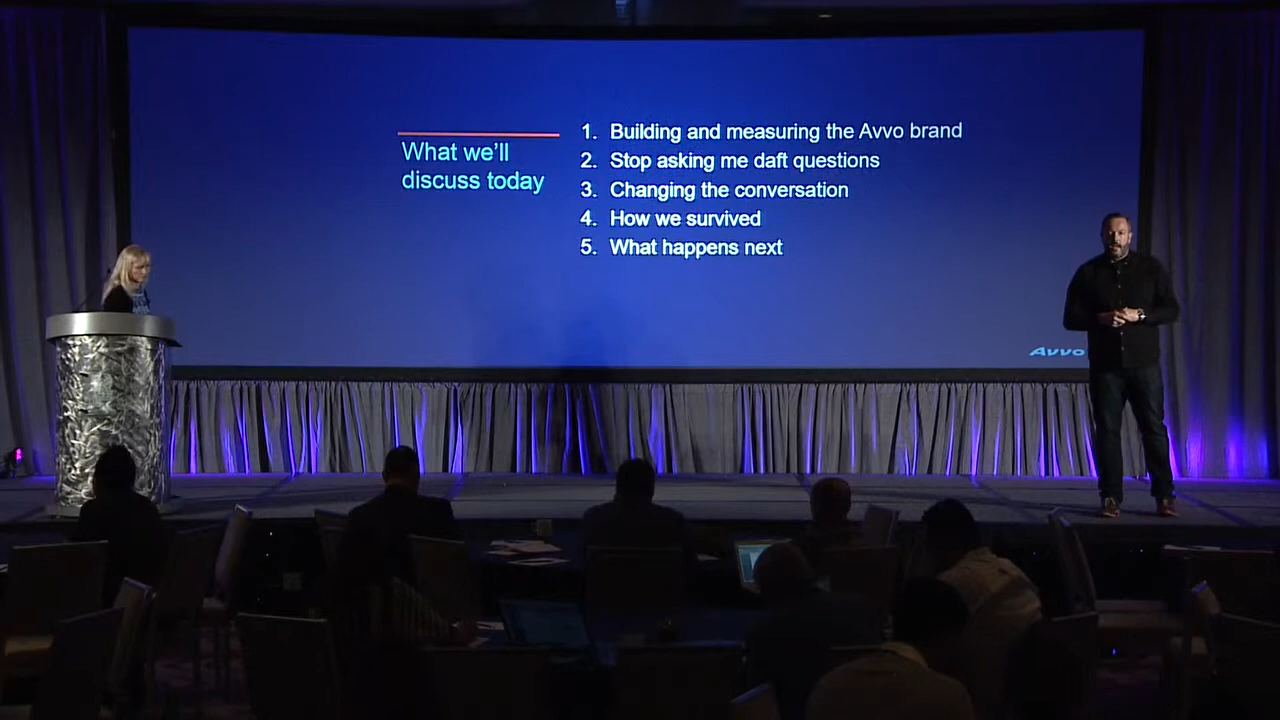 What we'll
discuss today
1. Building and measuring the Avvo brand
2. Stop asking me daft questions
3. Changing the conversation
4. How we survived
5. What happens next
Avvo